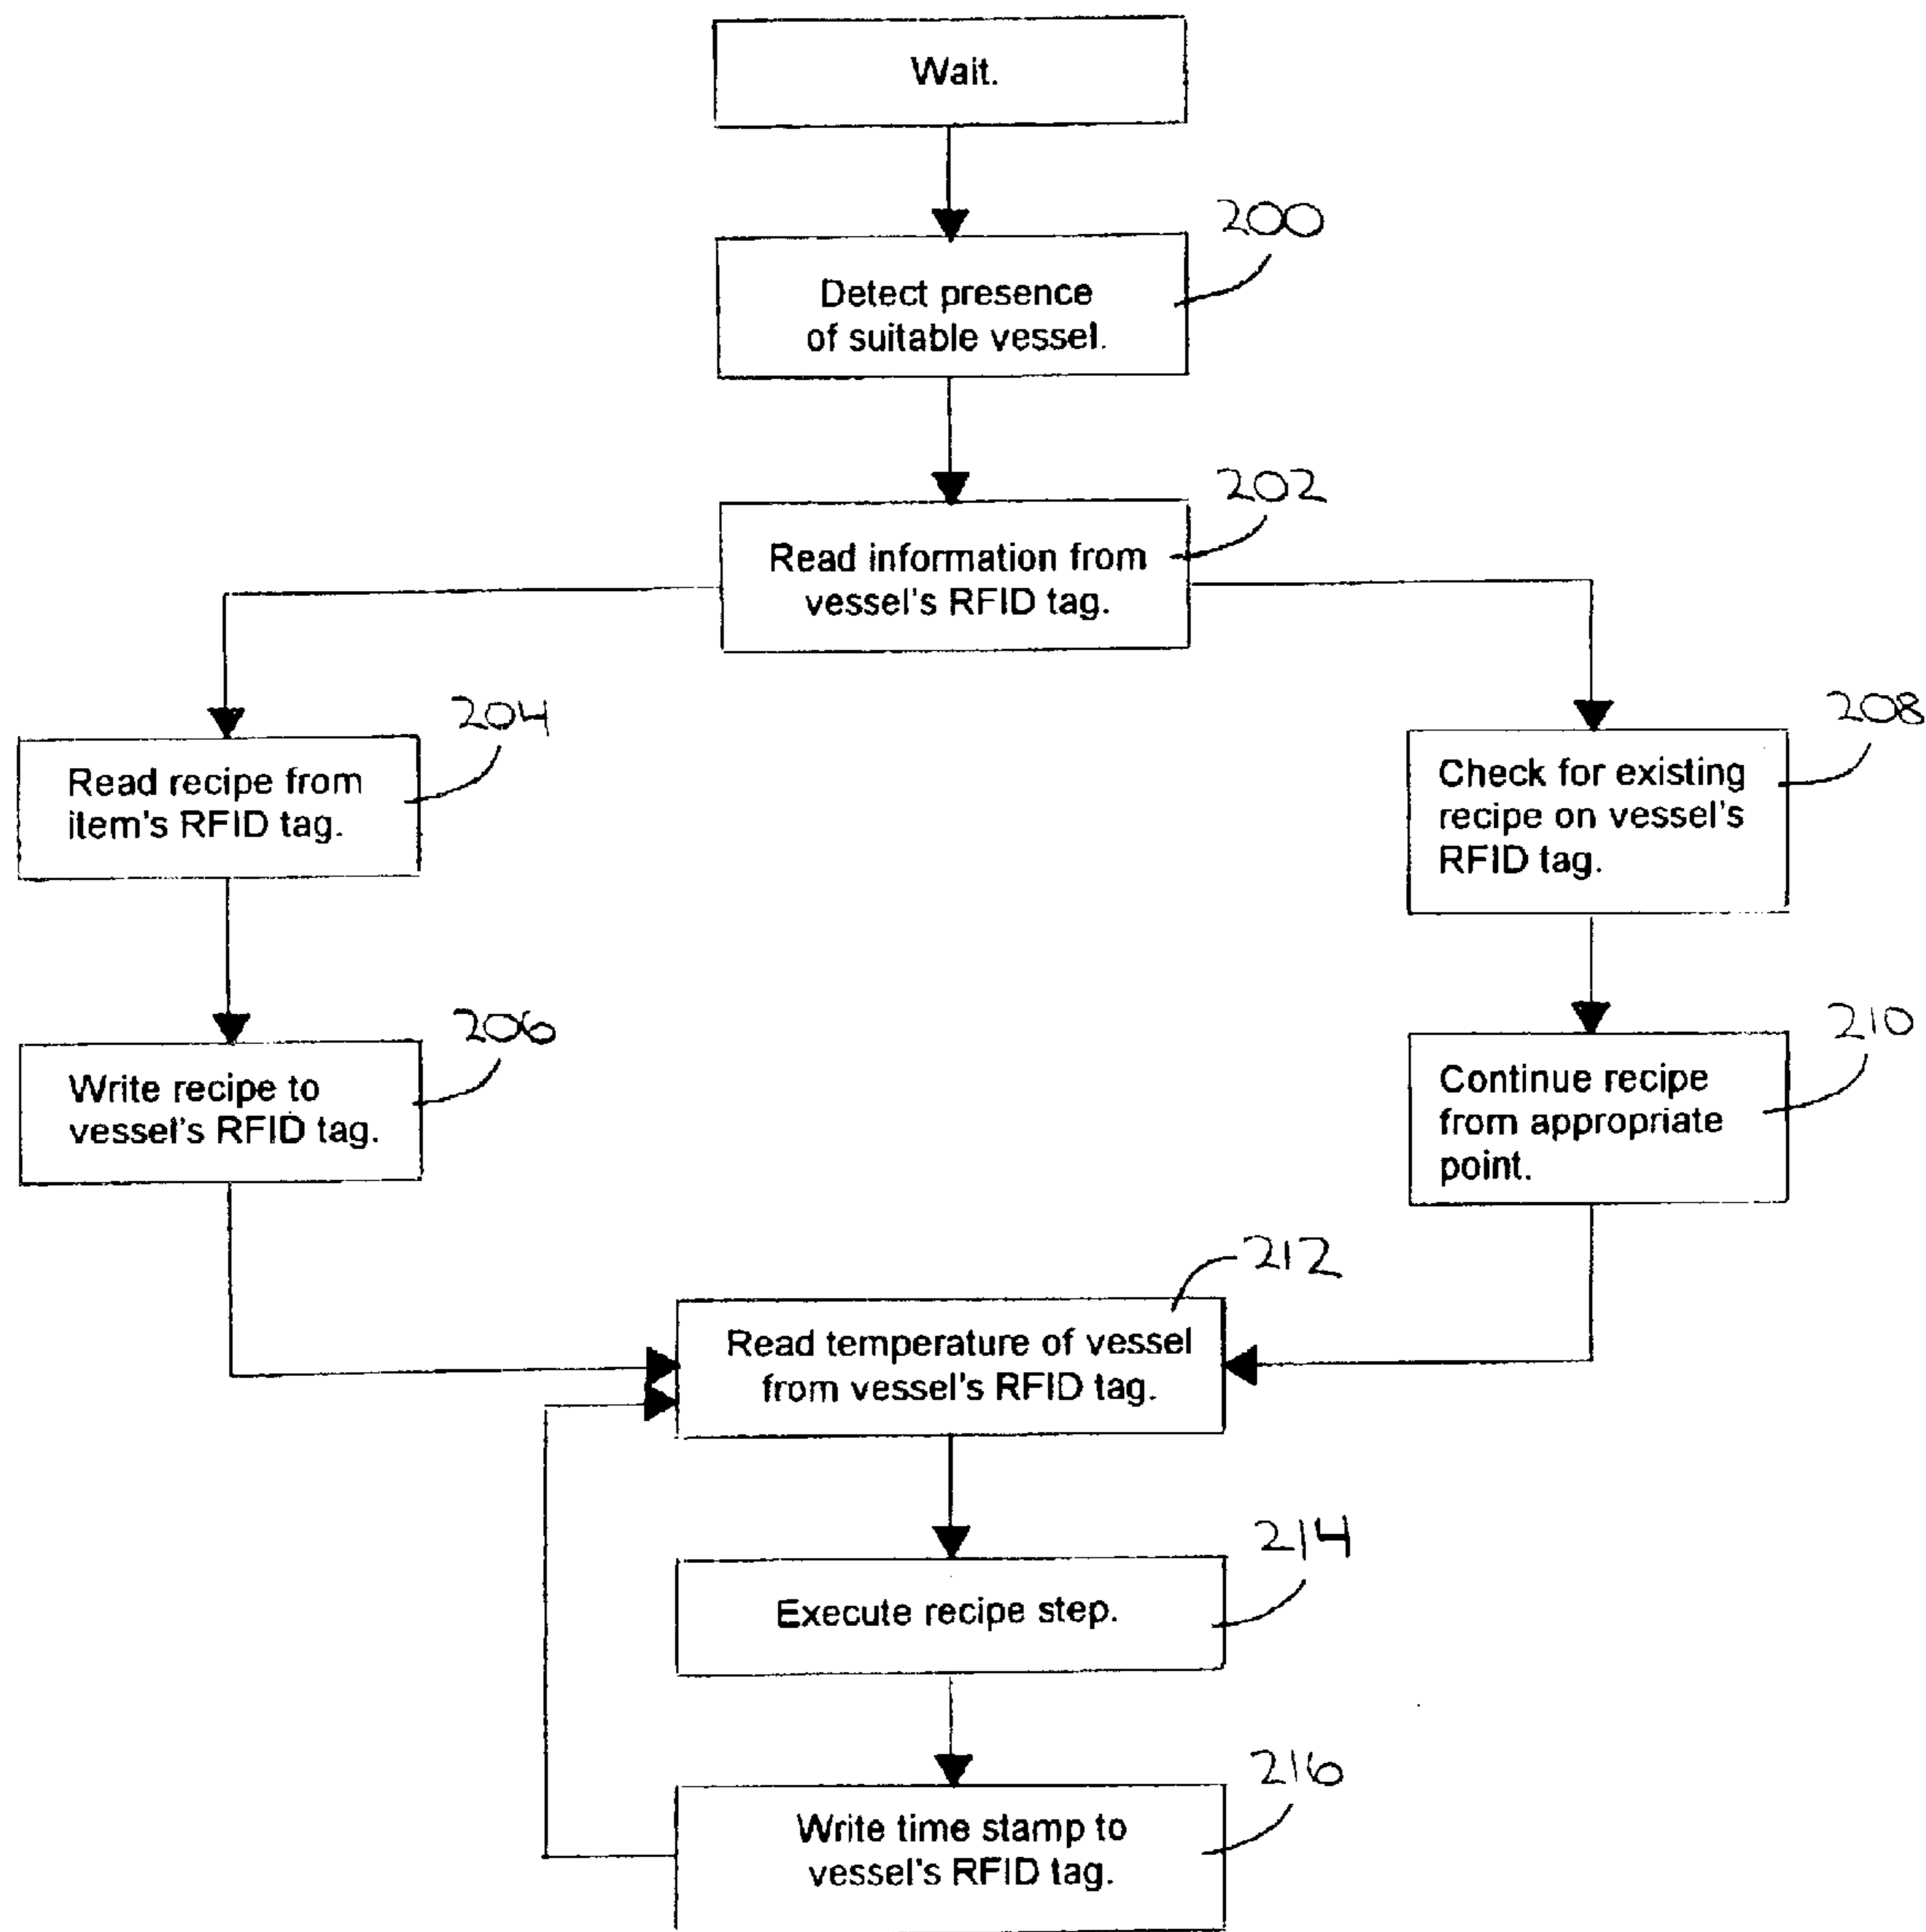 Wait.
200
Detect presence
of suitable vessel.
202
Read information from
vessel's RFID tag.
204
Read recipe from
item's RFID tag.
208
Check for existing
recipe on vessel's
RFID tag.
206
Write recipe to
vessel's RFID tag.
210
Continue recipe
from appropriate
point.
212
Read temperature of vessel
from vessel's RFID tag.
214
Execute recipe step.
216
Write time stamp to
vessel's RFID tag.